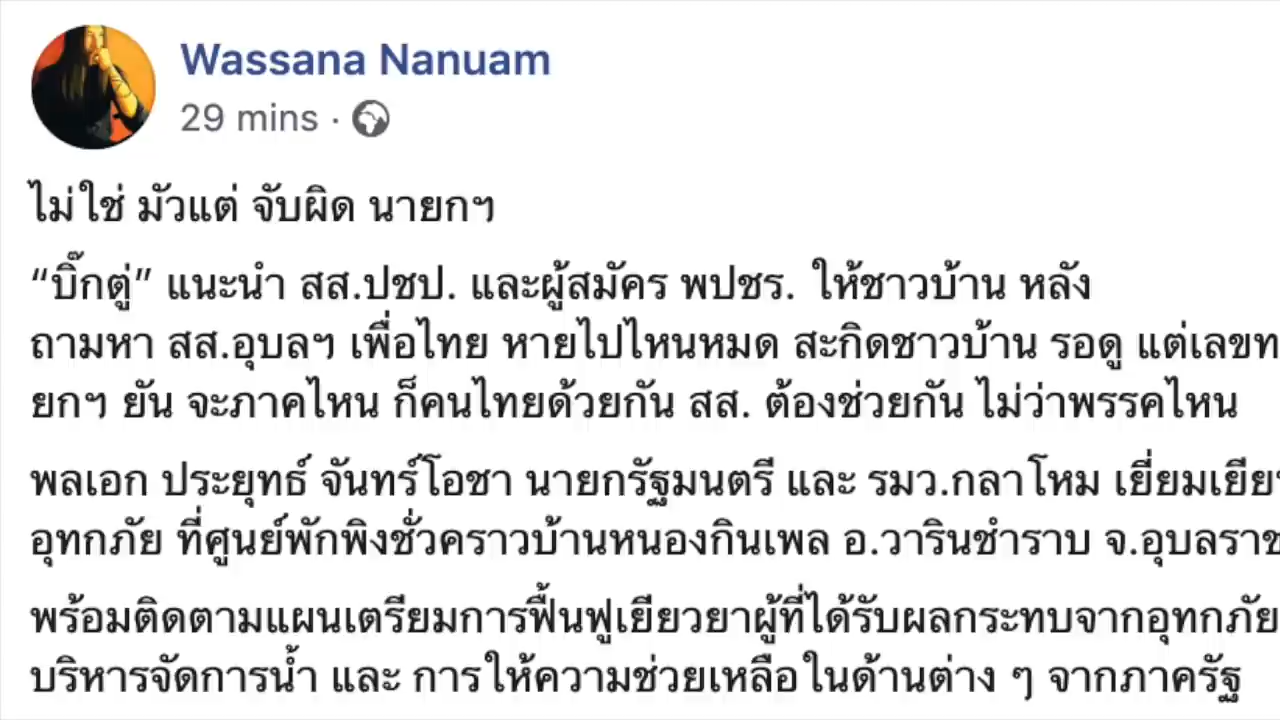 Wassana Nanuam
29 mins ·
ไม่ใช่ มัวแต่ จับผิด นายกฯ
“บิ๊กตู่” แนะนำ สส.ปชป. และผู้สมัคร พปชร. ให้ชาวบ้าน หลัง
ถามหา สส.อุบลฯ เพื่อไทย หายไปไหนหมด สะกิดชาวบ้าน รอดู แต่เลขท
ยกฯ ยัน จะภาคไหน ก็คนไทยด้วยกัน สส. ต้องช่วยกัน ไม่ว่าพรรคไหน
พลเอก ประยุทธ์ จันทร์โอชา นายกรัฐมนตรี และ รมว.กลาโหม เยี่ยมเยีย
อุทกภัย ที่ศูนย์พักพิงชั่วคราวบ้านหนองกินเพล อ.วารินชำราบ จ.อุบลราช
พร้อมติดตามแผนเตรียมการฟื้นฟูเยียวยาผู้ที่ได้รับผลกระทบจากอุทกภัย
บริหารจัดการน้ำ และ การให้ความช่วยเหลือในด้านต่าง ๆ จากภาครัฐ